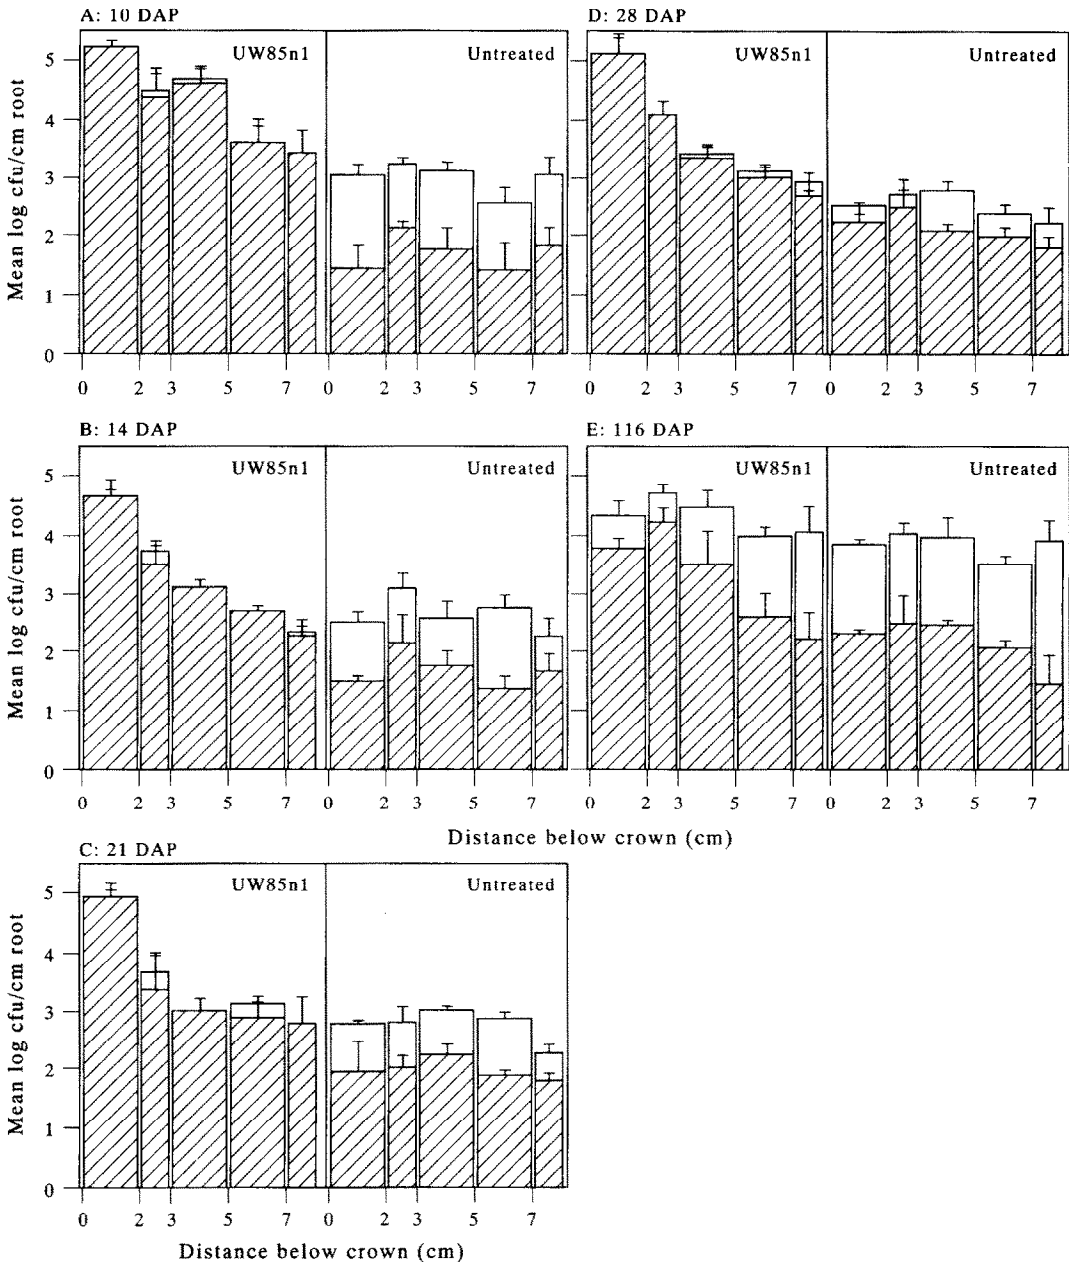 A: 10 DAP
D: 28 DAP
UW85n1
Untreated
UW85n1
Untreated
Mean log cfu/cm root
5
4
3
2
1
0
0 2 3 5 7 0 2 3 5 7
0 2 3 5 7 0 2 3 5 7
B: 14 DAP
E: 116 DAP
UW85n1
Untreated
UW85n1
Untreated
Mean log cfu/cm root
5
4
3
2
1
0
0 2 3 5 7 0 2 3 5 7
0 2 3 5 7 0 2 3 5 7
Distance below crown (cm)
C: 21 DAP
UW85n1
Untreated
Mean log cfu/cm root
5
4
3
2
1
0
0 2 3 5 7 0 2 3 5 7
Distance below crown (cm)